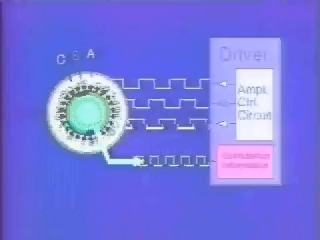 C B A
Driver
Ampl.
Ctrl.
Circuit
Information